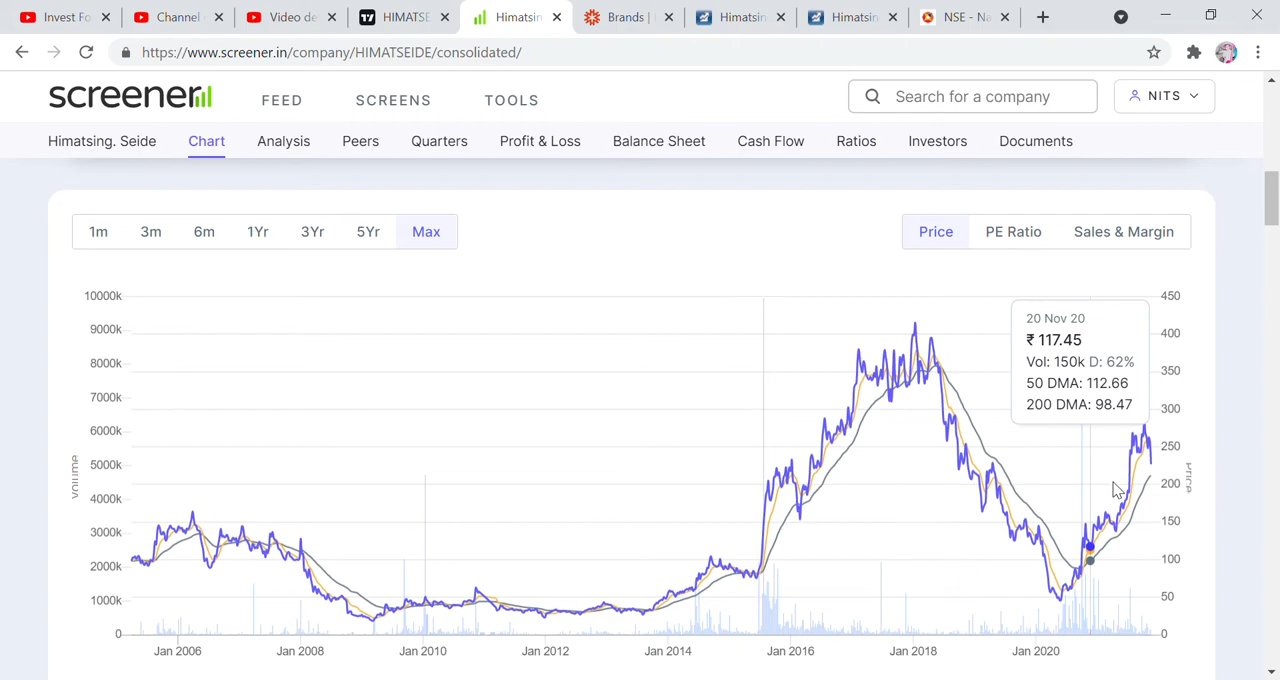 Invest Fo
Channel
Video de
HIMATSE
Himatsin
Brands |
Himatsin
Himatsin
NSE - Na
https://www.screener.in/company/HIMATSEIDE/consolidated/
screener
FEED
SCREENS
TOOLS
Search for a company
NITS
Himatsing. Seide
Chart
Analysis
Peers
Quarters
Profit & Loss
Balance Sheet
Cash Flow
Ratios
Investors
Documents
1m 3m 6m 1Yr 3Yr 5Yr Max
Price PE Ratio Sales & Margin
10000k
9000k
8000k
7000k
6000k
5000k
4000k
3000k
2000k
1000k
0
volume
20 Nov 20
₹ 117.45
Vol: 150k D: 62%
50 DMA: 112.66
200 DMA: 98.47
450
400
350
300
250
200
150
100
50
0
Price
Jan 2006 Jan 2008 Jan 2010 Jan 2012 Jan 2014 Jan 2016 Jan 2018 Jan 2020